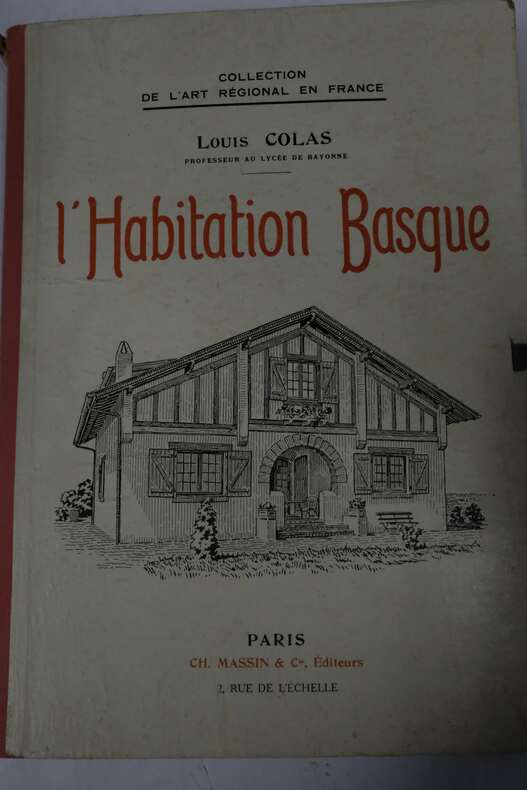 COLLECTION
DE L'ART RÉGIONAL EN FRANCE
LOUIS COLAS
PROFESSEUR AU LYCÉE DE BAYONNE
l'Habitation Basque
PARIS
CH. MASSIN & Cie, Éditeurs
2, RUE DE L'ÉCHELLE